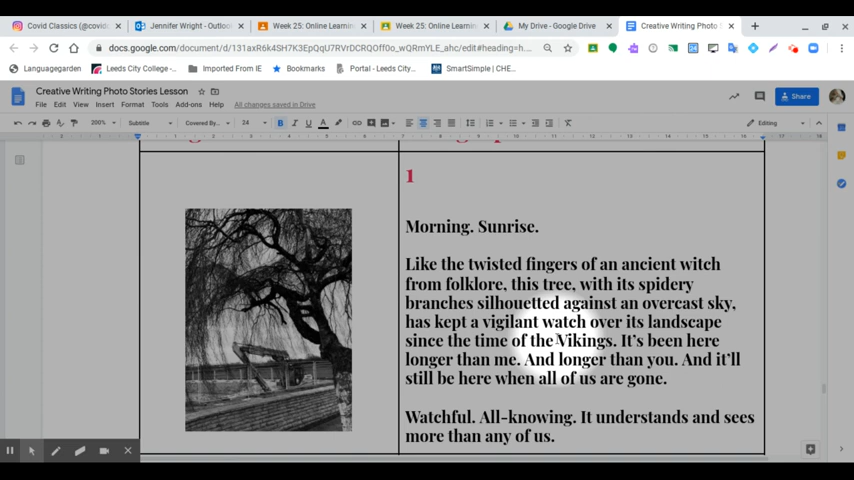 Covid Classics (@covidc
Jennifer Wright - Outloo
Week 25: Online Learnin
Week 25: Online Learnin
My Drive - Google Drive
Creative Writing Photo S
docs.google.com/document/d/131axR6k4SH7K3EpQqU7RVrDCRQOff0o_wQRmYLE_ahc/edit#heading=h...
Languagegarden
Leeds City College -...
Imported From IE
Bookmarks
Portal - Leeds City...
SmartSimple | CHE...
Creative Writing Photo Stories Lesson
File Edit View Insert Format Tools Add-ons Help
All changes saved in Drive
Share
200%
Subtitle
Covered By...
24
Editing
1
Morning. Sunrise.
Like the twisted fingers of an ancient witch
from folklore, this tree, with its spidery
branches silhouetted against an overcast sky,
has kept a vigilant watch over its landscape
since the time of the Vikings. It's been here
longer than me. And longer than you. And it'll
still be here when all of us are gone.
Watchful. All-knowing. It understands and sees
more than any of us.